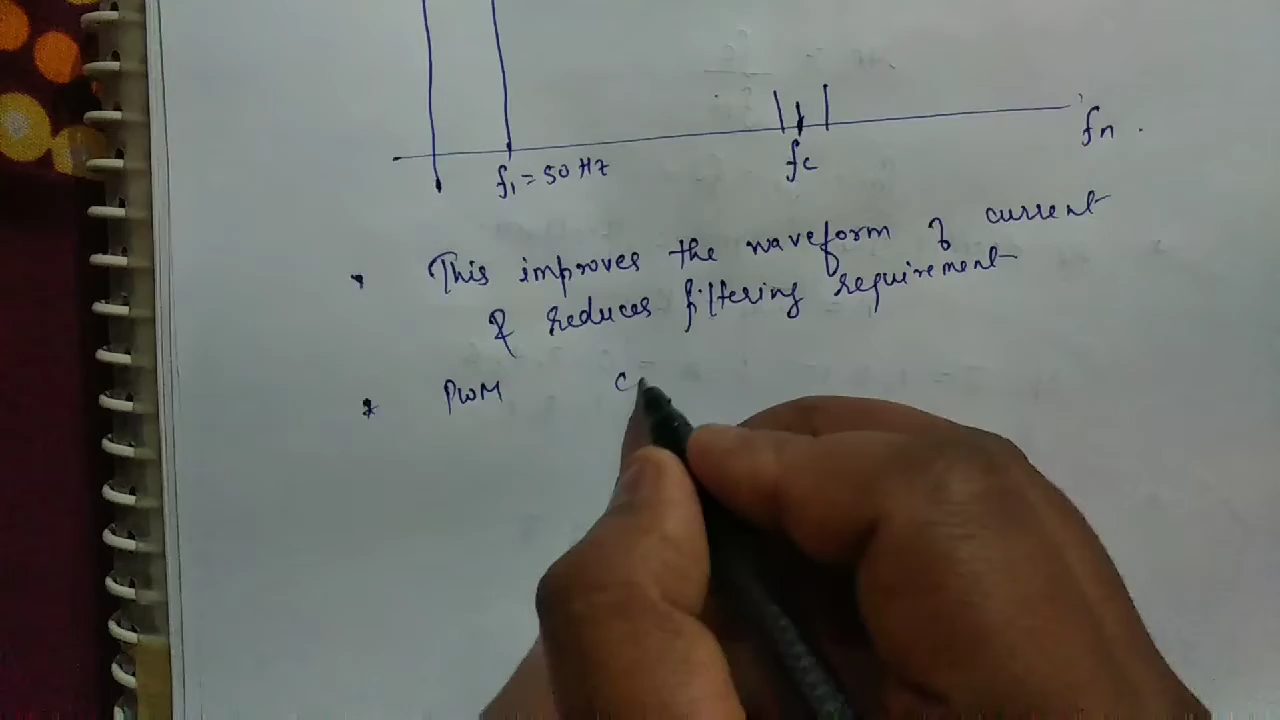 f1 = 50 Hz fc fn .
• This improves the waveform of current
& reduces filtering requirement
* PWM C